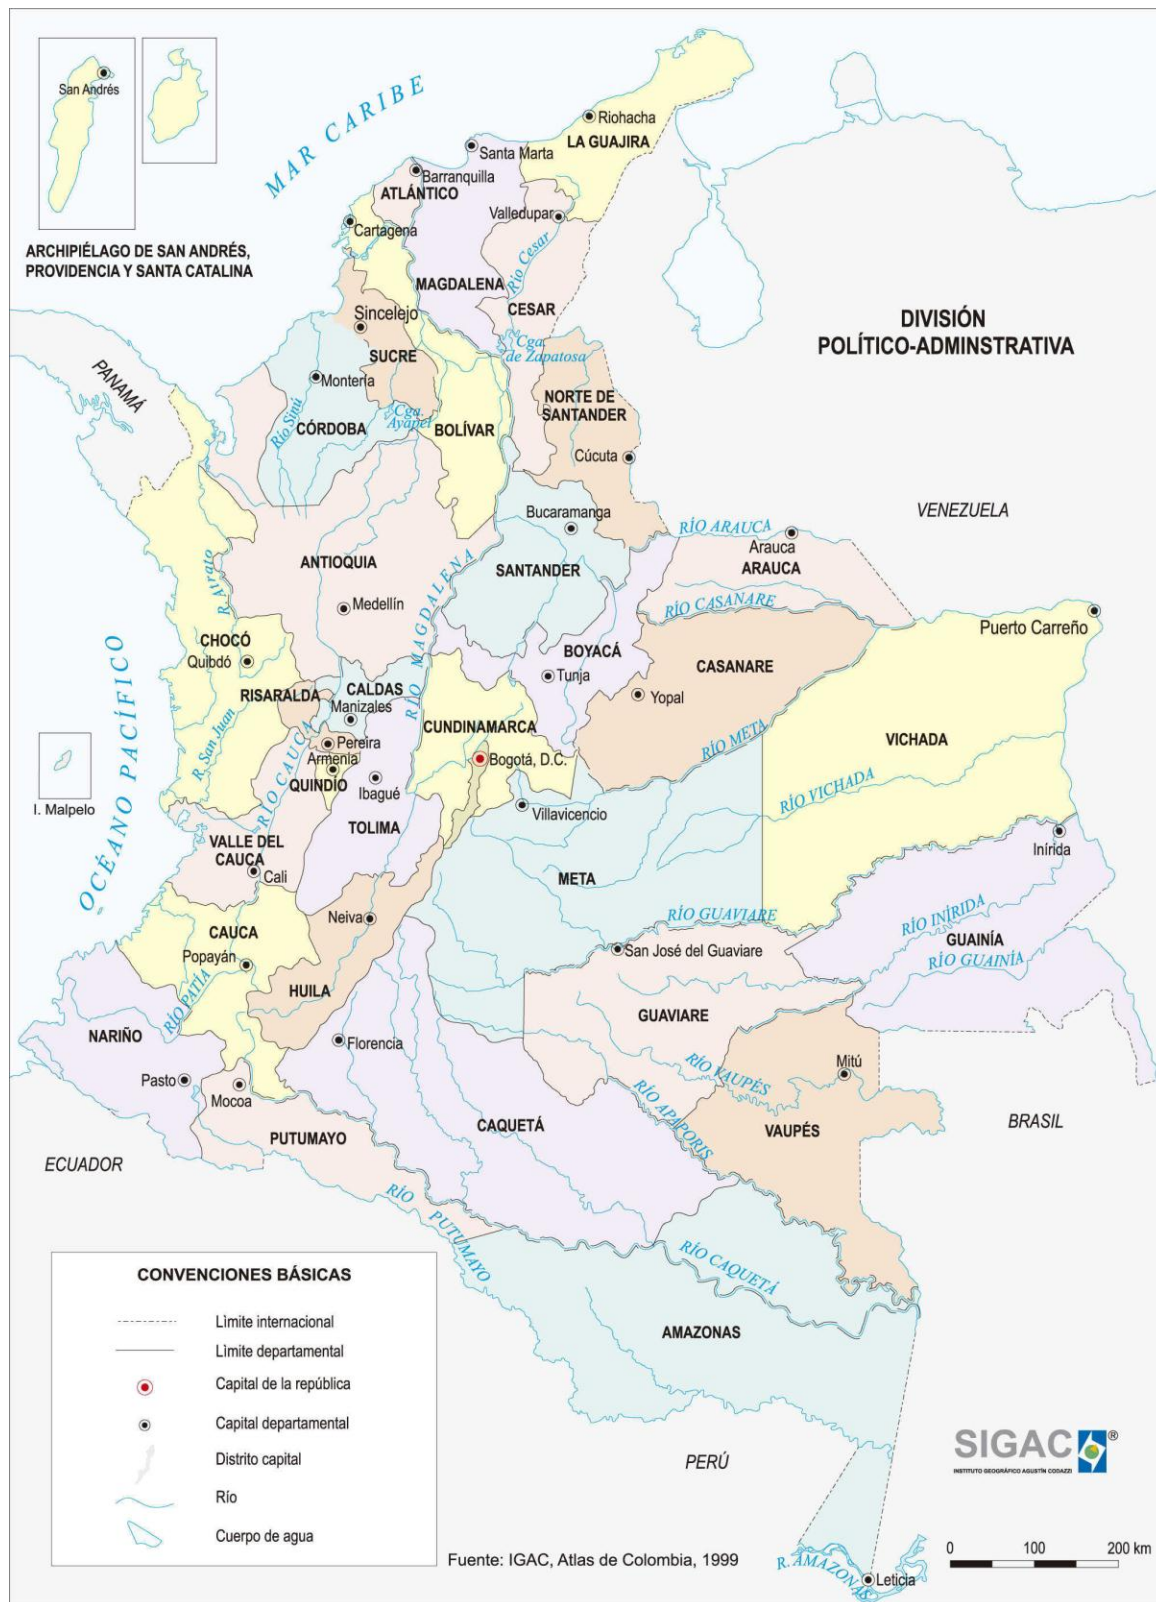 San Andrés
ARCHIPIÉLAGO DE SAN ANDRÉS,
PROVIDENCIA Y SANTA CATALINA
MAR CARIBE
Riohacha
LA GUAJIRA
Santa Marta
Barranquilla
ATLÁNTICO
Valledupar
Cartagena
Río Cesar
MAGDALENA
CESAR
DIVISIÓN
POLÍTICO-ADMINSTRATIVA
Sincelejo
SUCRE
Cga.
de Zapatosa
PANAMÁ
Montería
NORTE DE
SANTANDER
Río Sinú
Cga.
Ayapel
CÓRDOBA
BOLÍVAR
Cúcuta
VENEZUELA
Bucaramanga
RÍO ARAUCA
Arauca
ARAUCA
ANTIOQUIA
SANTANDER
R. Atrato
Medellín
RÍO MAGDALENA
RÍO CASANARE
Puerto Carreño
CHOCÓ
Quibdó
BOYACÁ
Tunja
CASANARE
Yopal
RISARALDA
CALDAS
Manizales
CUNDINAMARCA
OCÉANO PACÍFICO
R. San Juan
RÍO CAUCA
Pereira
Armenia
QUINDÍO
Ibagué
Bogotá, D.C.
RÍO META
VICHADA
RÍO VICHADA
I. Malpelo
Villavicencio
TOLIMA
VALLE DEL
CAUCA
Cali
Inírida
META
Neiva
RÍO GUAVIARE
CAUCA
Popayán
San José del Guaviare
RÍO INÍRIDA
GUAINÍA
RÍO GUAINÍA
RÍO PATÍA
HUILA
GUAVIARE
NARIÑO
Florencia
Mitú
RÍO VAUPÉS
Pasto
Mocoa
RÍO APAPORIS
VAUPÉS
BRASIL
CAQUETÁ
PUTUMAYO
ECUADOR
RÍO PUTUMAYO
RÍO CAQUETÁ
AMAZONAS
CONVENCIONES BÁSICAS
Lìmite internacional
Lìmite departamental
Capital de la república
Capital departamental
Distrito capital
Río
Cuerpo de agua
PERÚ
SIGAC®
INSTITUTO GEOGRÁFICO AGUSTÍN CODAZZI
Fuente: IGAC, Atlas de Colombia, 1999
0 100 200 km
R. AMAZONAS
Leticia